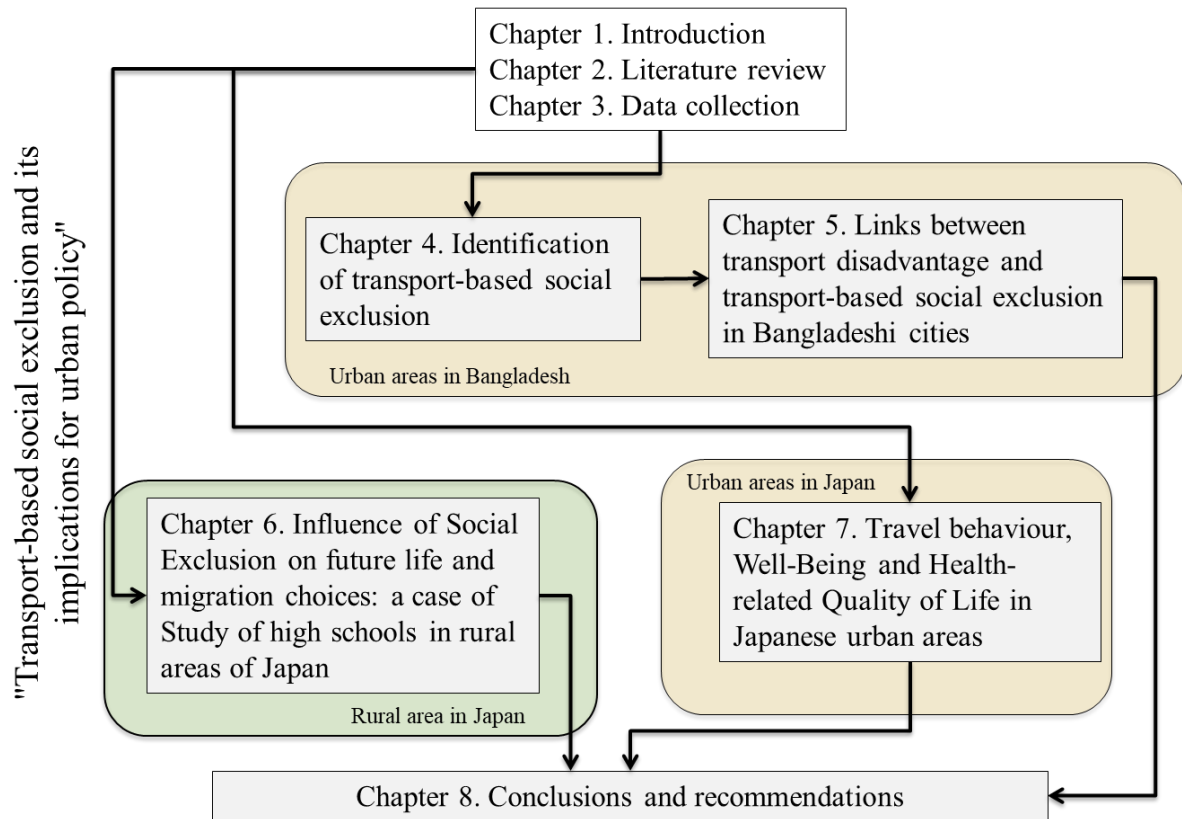 "Transport-based social exclusion and its
implications for urban policy"
Chapter 1. Introduction
Chapter 2. Literature review
Chapter 3. Data collection
Chapter 4. Identification
of transport-based social
exclusion
Chapter 5. Links between
transport disadvantage and
transport-based social exclusion
in Bangladeshi cities
Urban areas in Bangladesh
Chapter 6. Influence of Social
Exclusion on future life and
migration choices: a case of
Study of high schools in rural
areas of Japan
Rural area in Japan
Urban areas in Japan
Chapter 7. Travel behaviour,
Well-Being and Health-
related Quality of Life in
Japanese urban areas
Chapter 8. Conclusions and recommendations